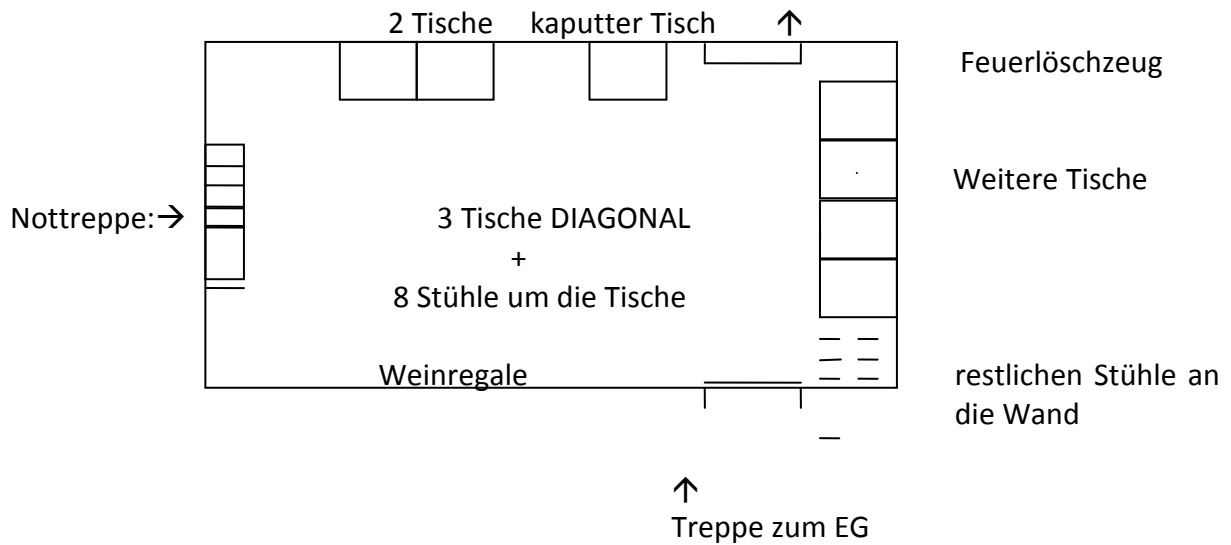 2 Tische kaputter Tisch ↑
Feuerlöschzeug
Weitere Tische
Nottreppe:→
3 Tische DIAGONAL
+
8 Stühle um die Tische
Weinregale
restlichen Stühle an
die Wand
↑
Treppe zum EG